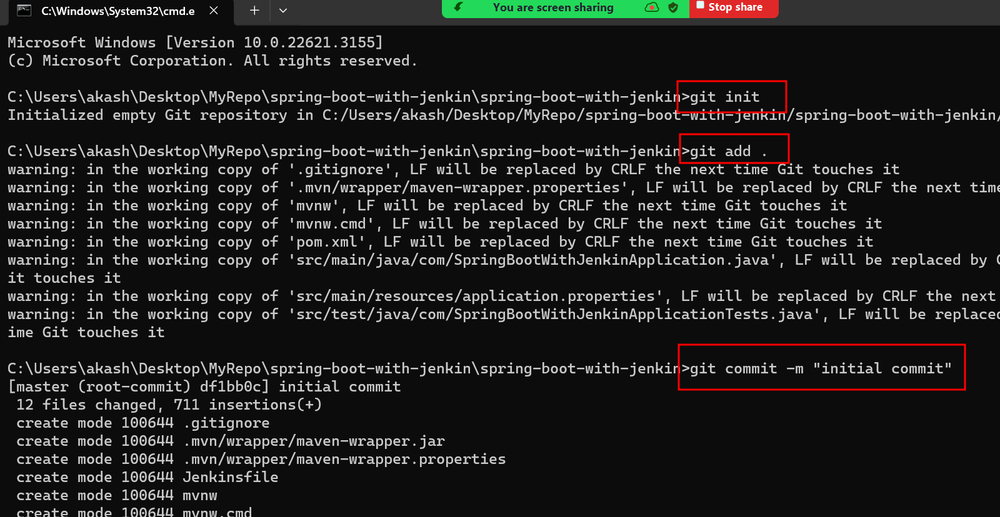 C:\Windows\System32\cmd.e
You are screen sharing
Stop share
Microsoft Windows [Version 10.0.22621.3155]
(c) Microsoft Corporation. All rights reserved.
C:\Users\akash\Desktop\MyRepo\spring-boot-with-jenkin\spring-boot-with-jenkin>git init
Initialized empty Git repository in C:/Users/akash/Desktop/MyRepo/spring-boot-with-jenkin/spring-boot-with-jenkin/
C:\Users\akash\Desktop\MyRepo\spring-boot-with-jenkin\spring-boot-with-jenkin>git add .
warning: in the working copy of '.gitignore', LF will be replaced by CRLF the next time Git touches it
warning: in the working copy of '.mvn/wrapper/maven-wrapper.properties', LF will be replaced by CRLF the next time
warning: in the working copy of 'mvnw', LF will be replaced by CRLF the next time Git touches it
warning: in the working copy of 'mvnw.cmd', LF will be replaced by CRLF the next time Git touches it
warning: in the working copy of 'pom.xml', LF will be replaced by CRLF the next time Git touches it
warning: in the working copy of 'src/main/java/com/SpringBootWithJenkinApplication.java', LF will be replaced by C
it touches it
warning: in the working copy of 'src/main/resources/application.properties', LF will be replaced by CRLF the next
warning: in the working copy of 'src/test/java/com/SpringBootWithJenkinApplicationTests.java', LF will be replaced
ime Git touches it
C:\Users\akash\Desktop\MyRepo\spring-boot-with-jenkin\spring-boot-with-jenkin>git commit -m "initial commit"
[master (root-commit) df1bb0c] initial commit
12 files changed, 711 insertions(+)
create mode 100644 .gitignore
create mode 100644 .mvn/wrapper/maven-wrapper.jar
create mode 100644 .mvn/wrapper/maven-wrapper.properties
create mode 100644 Jenkinsfile
create mode 100644 mvnw
create mode 100644 mvnw.cmd